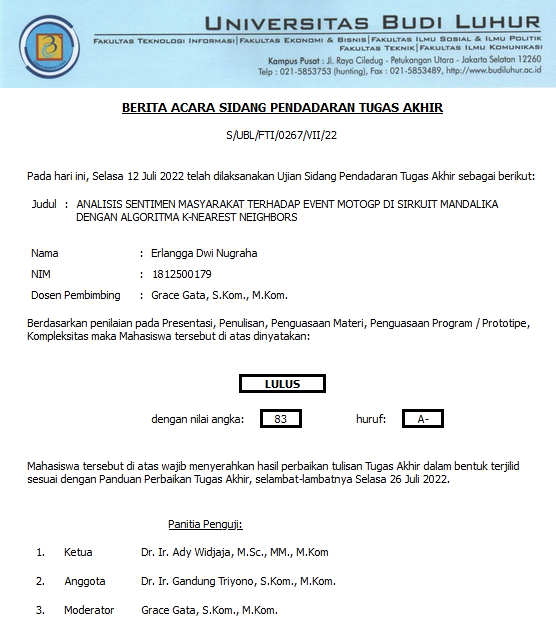 UNIVERSITAS BUDI LUHUR
FAKULTAS TEKNOLOGI INFORMASI|FAKULTAS EKONOMI & BISNIS|FAKULTAS ILMU SOSIAL & ILMU POLITIK
FAKULTAS TEKNIK|FAKULTAS ILMU KOMUNIKASI
Kampus Pusat : Jl. Raya Ciledug - Petukangan Utara - Jakarta Selatan 12260
Telp : 021-5853753 (hunting), Fax : 021-5853489, http://www.budiluhur.ac.id
BERITA ACARA SIDANG PENDADARAN TUGAS AKHIR
S/UBL/FTI/0267/VII/22
Pada hari ini, Selasa 12 Juli 2022 telah dilaksanakan Ujian Sidang Pendadaran Tugas Akhir sebagai berikut:
Judul : ANALISIS SENTIMEN MASYARAKAT TERHADAP EVENT MOTOGP DI SIRKUIT MANDALIKA
DENGAN ALGORITMA K-NEAREST NEIGHBORS
Nama : Erlangga Dwi Nugraha
NIM : 1812500179
Dosen Pembimbing : Grace Gata, S.Kom., M.Kom.
Berdasarkan penilaian pada Presentasi, Penulisan, Penguasaan Materi, Penguasaan Program / Prototipe,
Kompleksitas maka Mahasiswa tersebut di atas dinyatakan:
LULUS
dengan nilai angka: 83 huruf: A-
Mahasiswa tersebut di atas wajib menyerahkan hasil perbaikan tulisan Tugas Akhir dalam bentuk terjilid
sesuai dengan Panduan Perbaikan Tugas Akhir, selambat-lambatnya Selasa 26 Juli 2022.
Panitia Penguji:
1. Ketua Dr. Ir. Ady Widjaja, M.Sc., MM., M.Kom
2. Anggota Dr. Ir. Gandung Triyono, S.Kom., M.Kom.
3. Moderator Grace Gata, S.Kom., M.Kom.